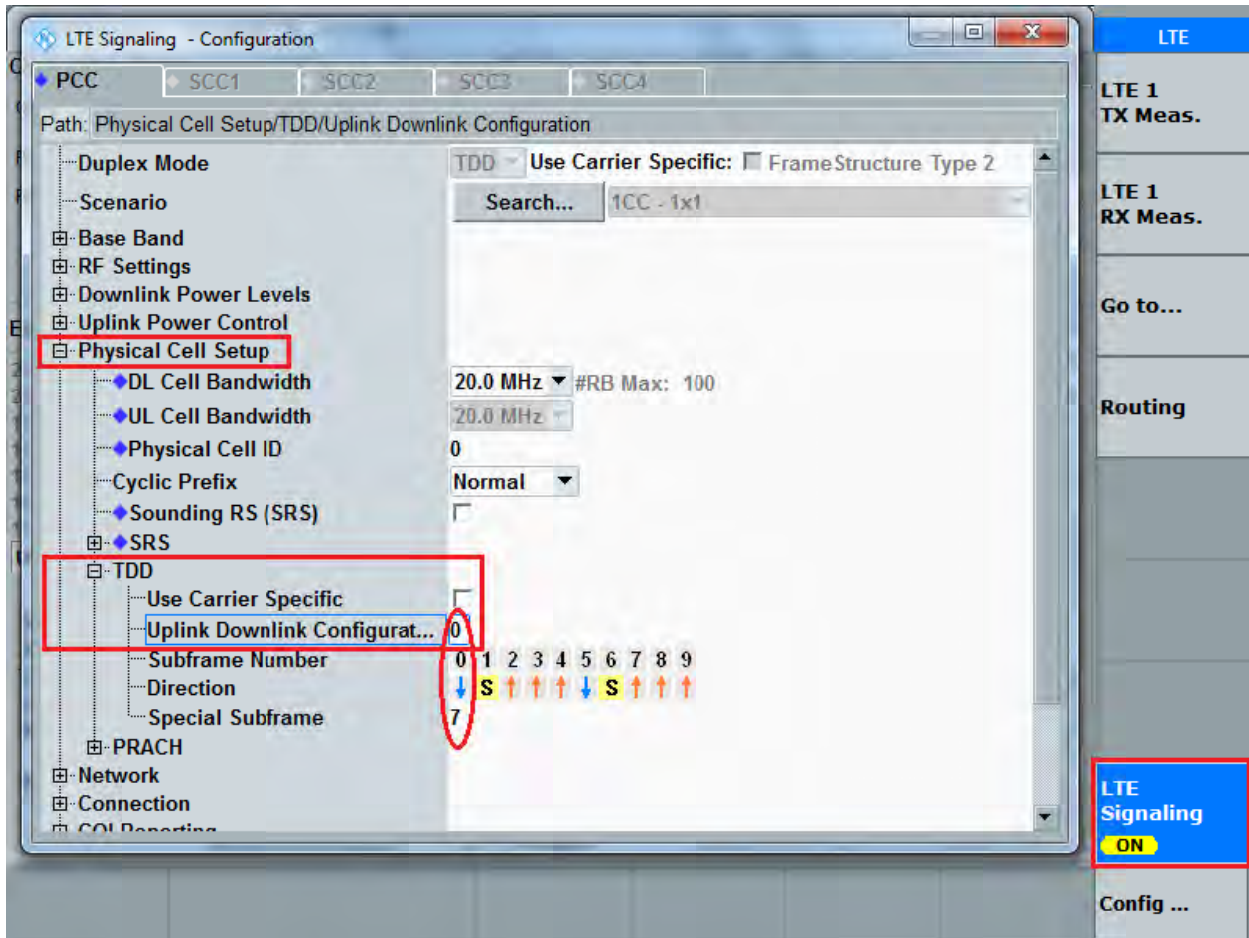 LTE Signaling - Configuration
PCC SCC1 SCC2 SCC3 SCC4
Path: Physical Cell Setup/TDD/Uplink Downlink Configuration
Duplex Mode TDD Use Carrier Specific: FrameStructure Type 2
Scenario Search... 1CC - 1x1
Base Band
RF Settings
Downlink Power Levels
Uplink Power Control
Physical Cell Setup
DL Cell Bandwidth 20.0 MHz #RB Max: 100
UL Cell Bandwidth 20.0 MHz
Physical Cell ID 0
Cyclic Prefix Normal
Sounding RS (SRS)
SRS
TDD
Use Carrier Specific
Uplink Downlink Configurat... 0
Subframe Number 0 1 2 3 4 5 6 7 8 9
Direction ↓ S ↑ ↑ ↑ ↓ S ↑ ↑ ↑
Special Subframe 7
PRACH
Network
Connection
CQI Reporting
LTE
LTE 1
TX Meas.
LTE 1
RX Meas.
Go to...
Routing
LTE
Signaling
ON
Config ...